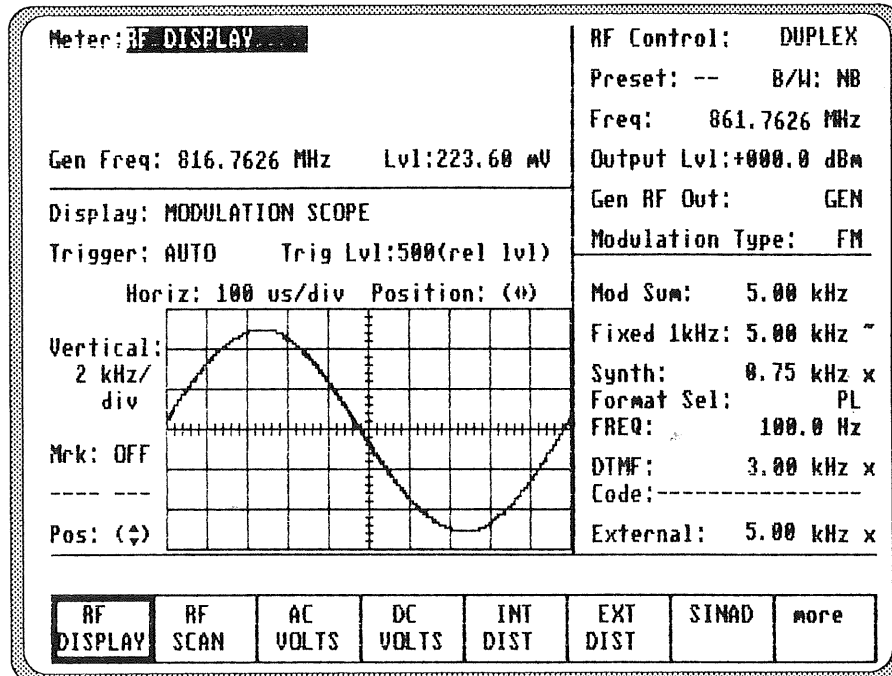 Meter:RF DISPLAY
Gen Freq: 816.7626 MHz Lvl:223.60 mV
Display: MODULATION SCOPE
Trigger: AUTO Trig Lvl:500(rel lvl)
Horiz: 100 us/div Position: (↔)
Vertical:
2 kHz/
div
Mrk: OFF
---- ---
Pos: (↕)
RF Control: DUPLEX
Preset: -- B/W: NB
Freq: 861.7626 MHz
Output Lvl:+000.0 dBm
Gen RF Out: GEN
Modulation Type: FM
Mod Sum: 5.00 kHz
Fixed 1kHz: 5.00 kHz ~
Synth: 0.75 kHz x
Format Sel: PL
FREQ: 100.0 Hz
DTMF: 3.00 kHz x
Code:----------------
External: 5.00 kHz x
RF DISPLAY
RF SCAN
AC VOLTS
DC VOLTS
INT DIST
EXT DIST
SINAD
more